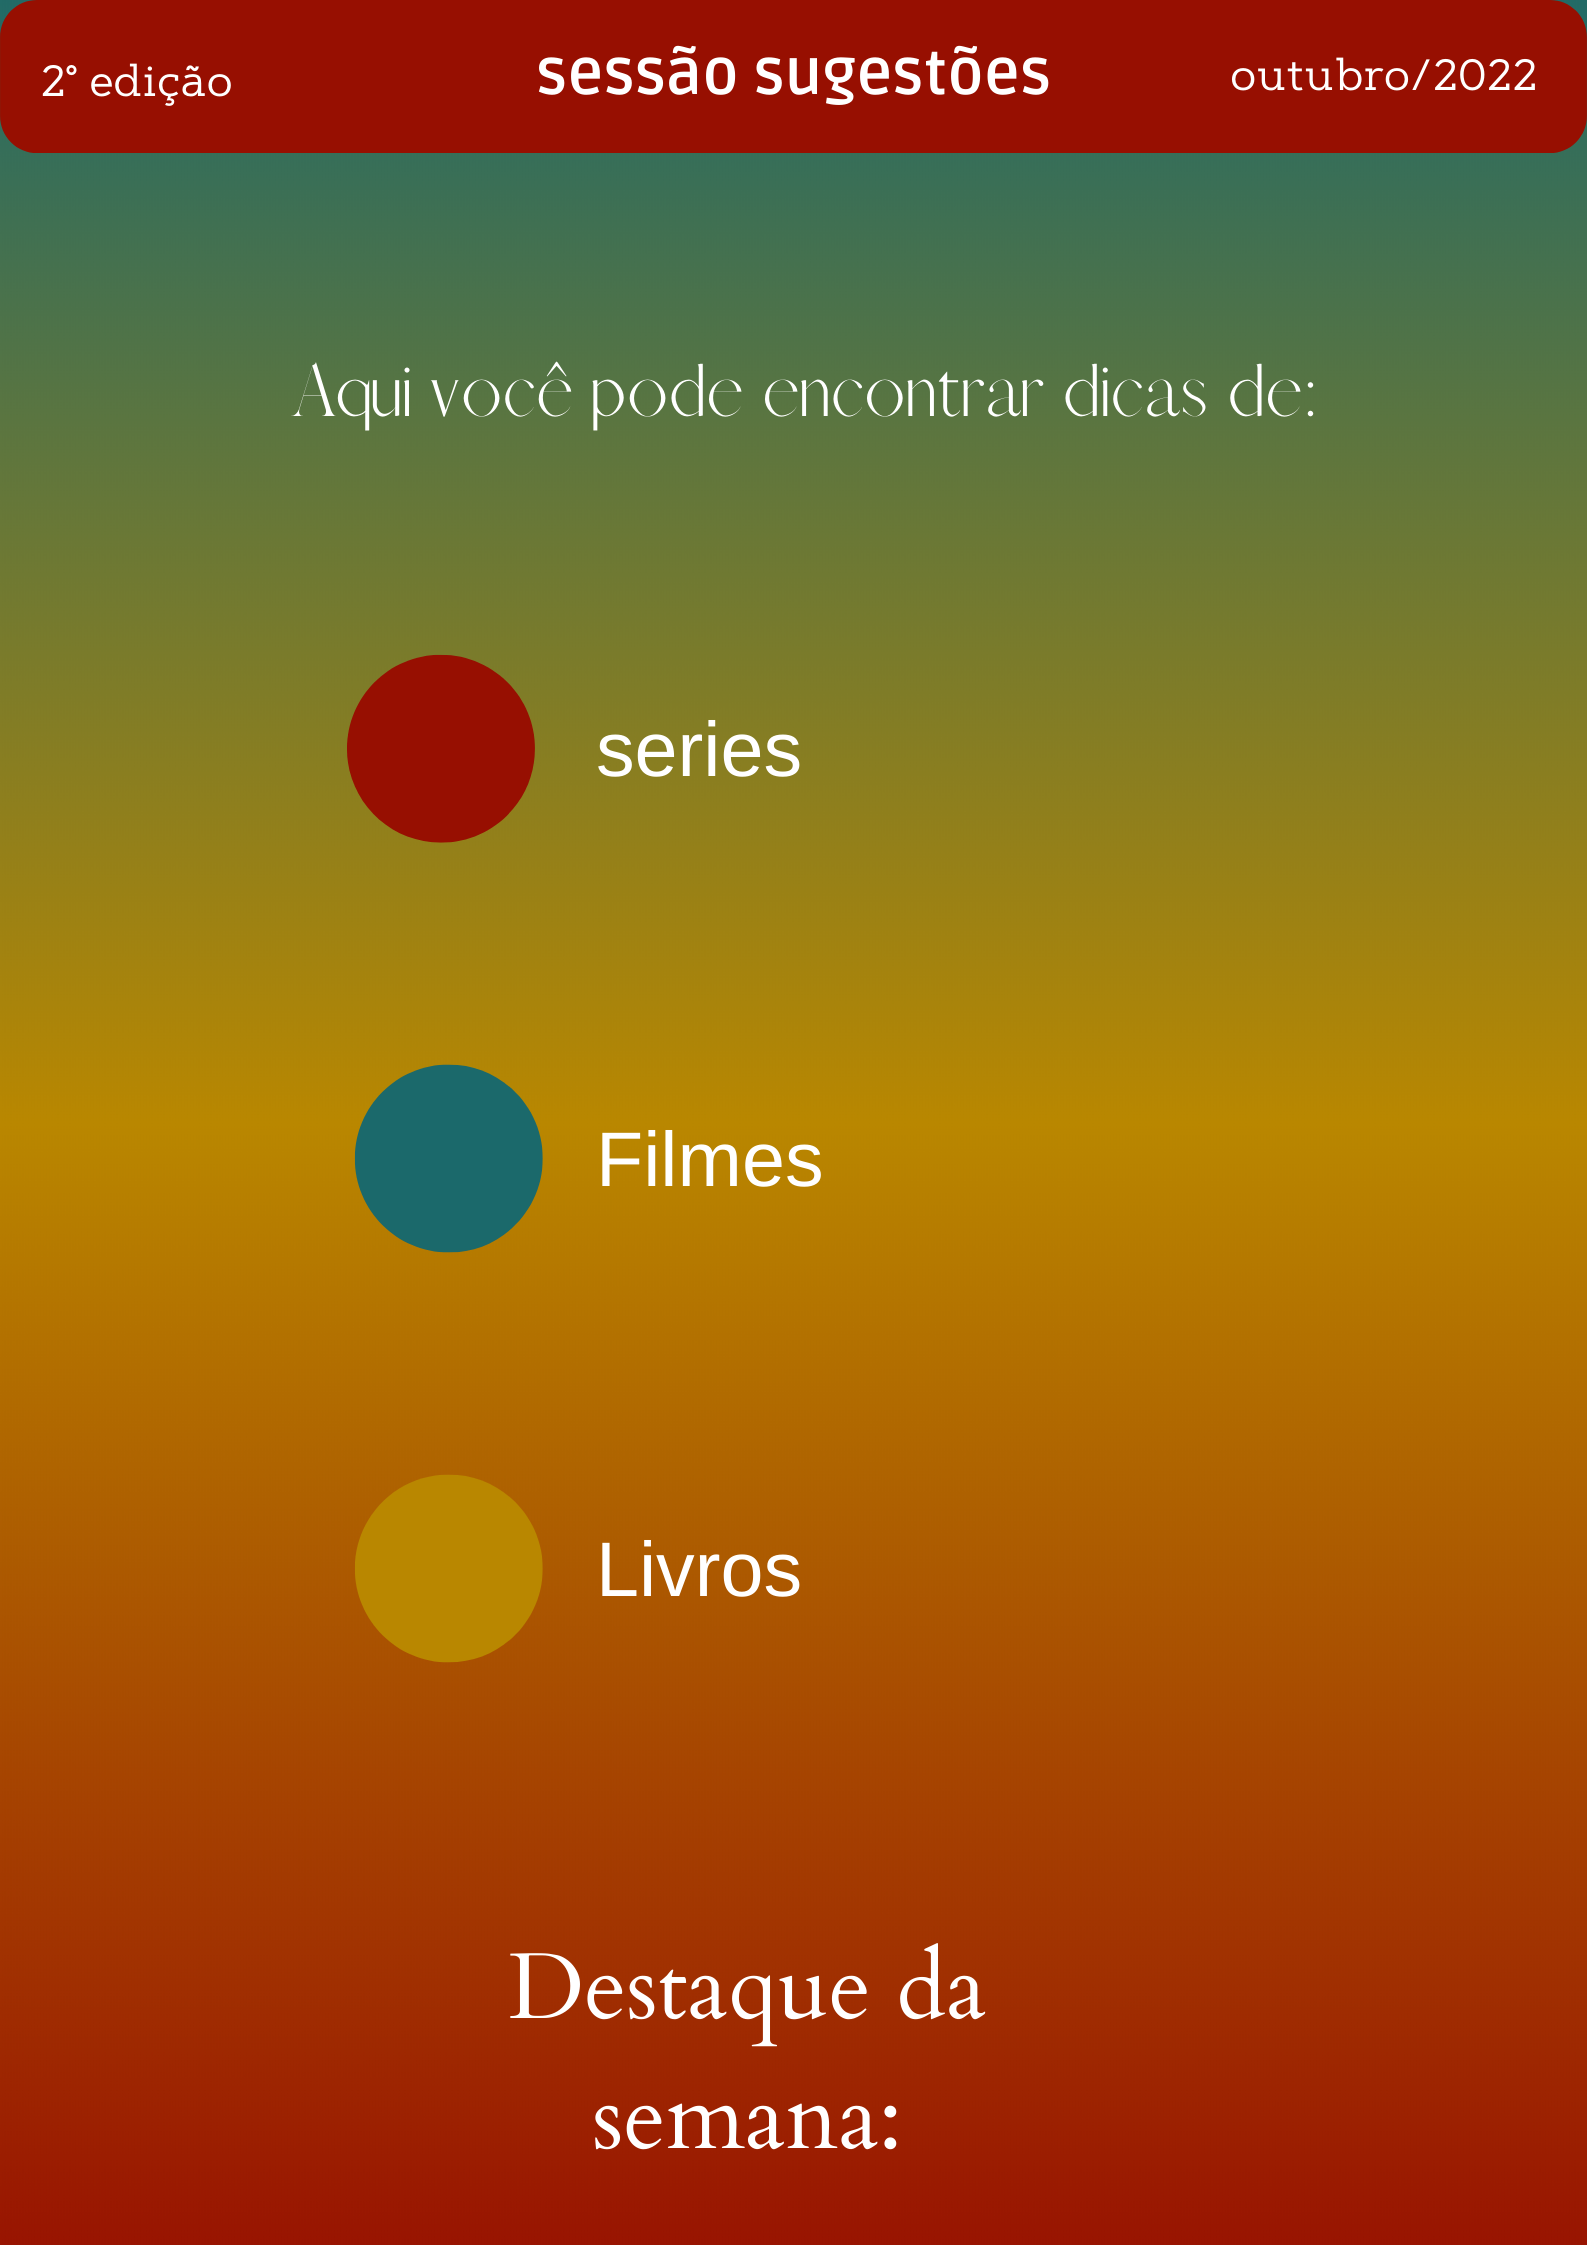 2° edição
sessão sugestões
outubro/2022
Aqui você pode encontrar dicas de:
series
Filmes
Livros
Destaque da
semana: